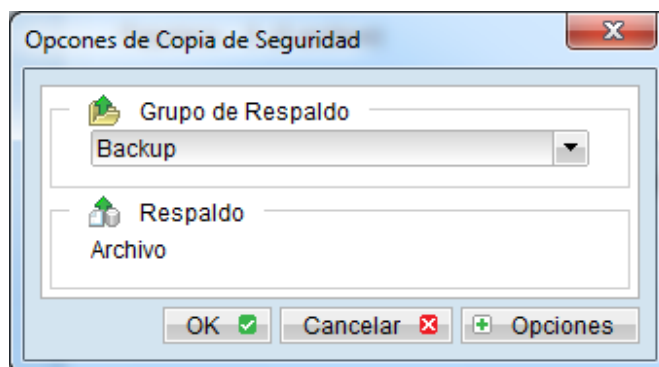 Opcones de Copia de Seguridad
Grupo de Respaldo
Backup
Respaldo
Archivo
OK Cancelar Opciones